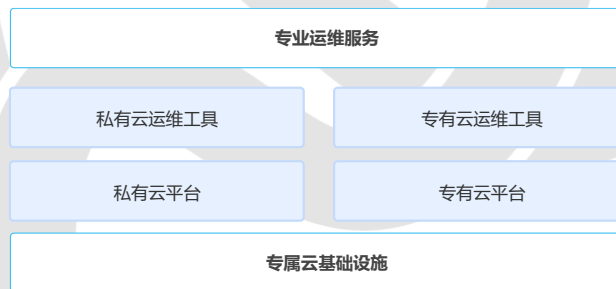 专业运维服务
私有云运维工具
专有云运维工具
私有云平台
专有云平台
专属云基础设施